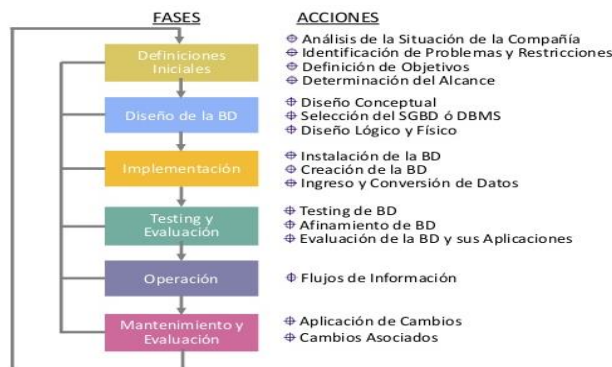 FASES
ACCIONES
Definiciones
Iniciales
Análisis de la Situación de la Compañía
Identificación de Problemas y Restricciones
Definición de Objetivos
Determinación del Alcance
Diseño de la BD
Diseño Conceptual
Selección del SGBD ó DBMS
Diseño Lógico y Físico
Implementación
Instalación de la BD
Creación de la BD
Ingreso y Conversión de Datos
Testing y
Evaluación
Testing de BD
Afinamiento de BD
Evaluación de la BD y sus Aplicaciones
Operación
Flujos de Información
Mantenimiento y
Evaluación
Aplicación de Cambios
Cambios Asociados